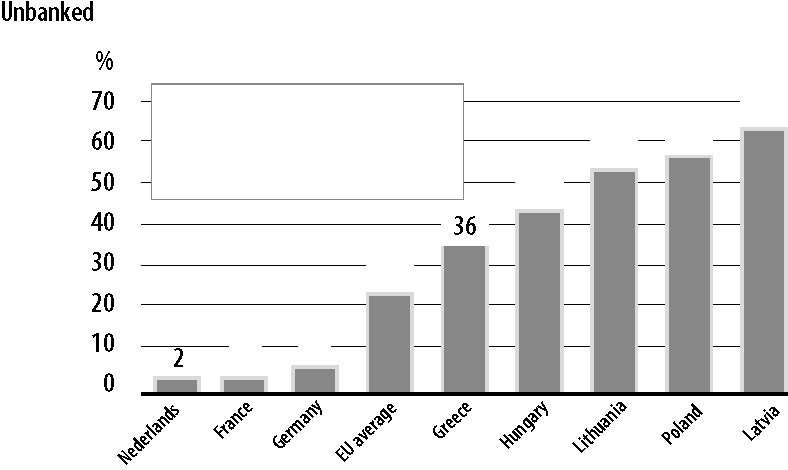 Unbanked
%
70
60
50
40
30
20
10
0
36
2
Nederlands
France
Germany
EU average
Greece
Hungary
Lithuania
Poland
Latvia